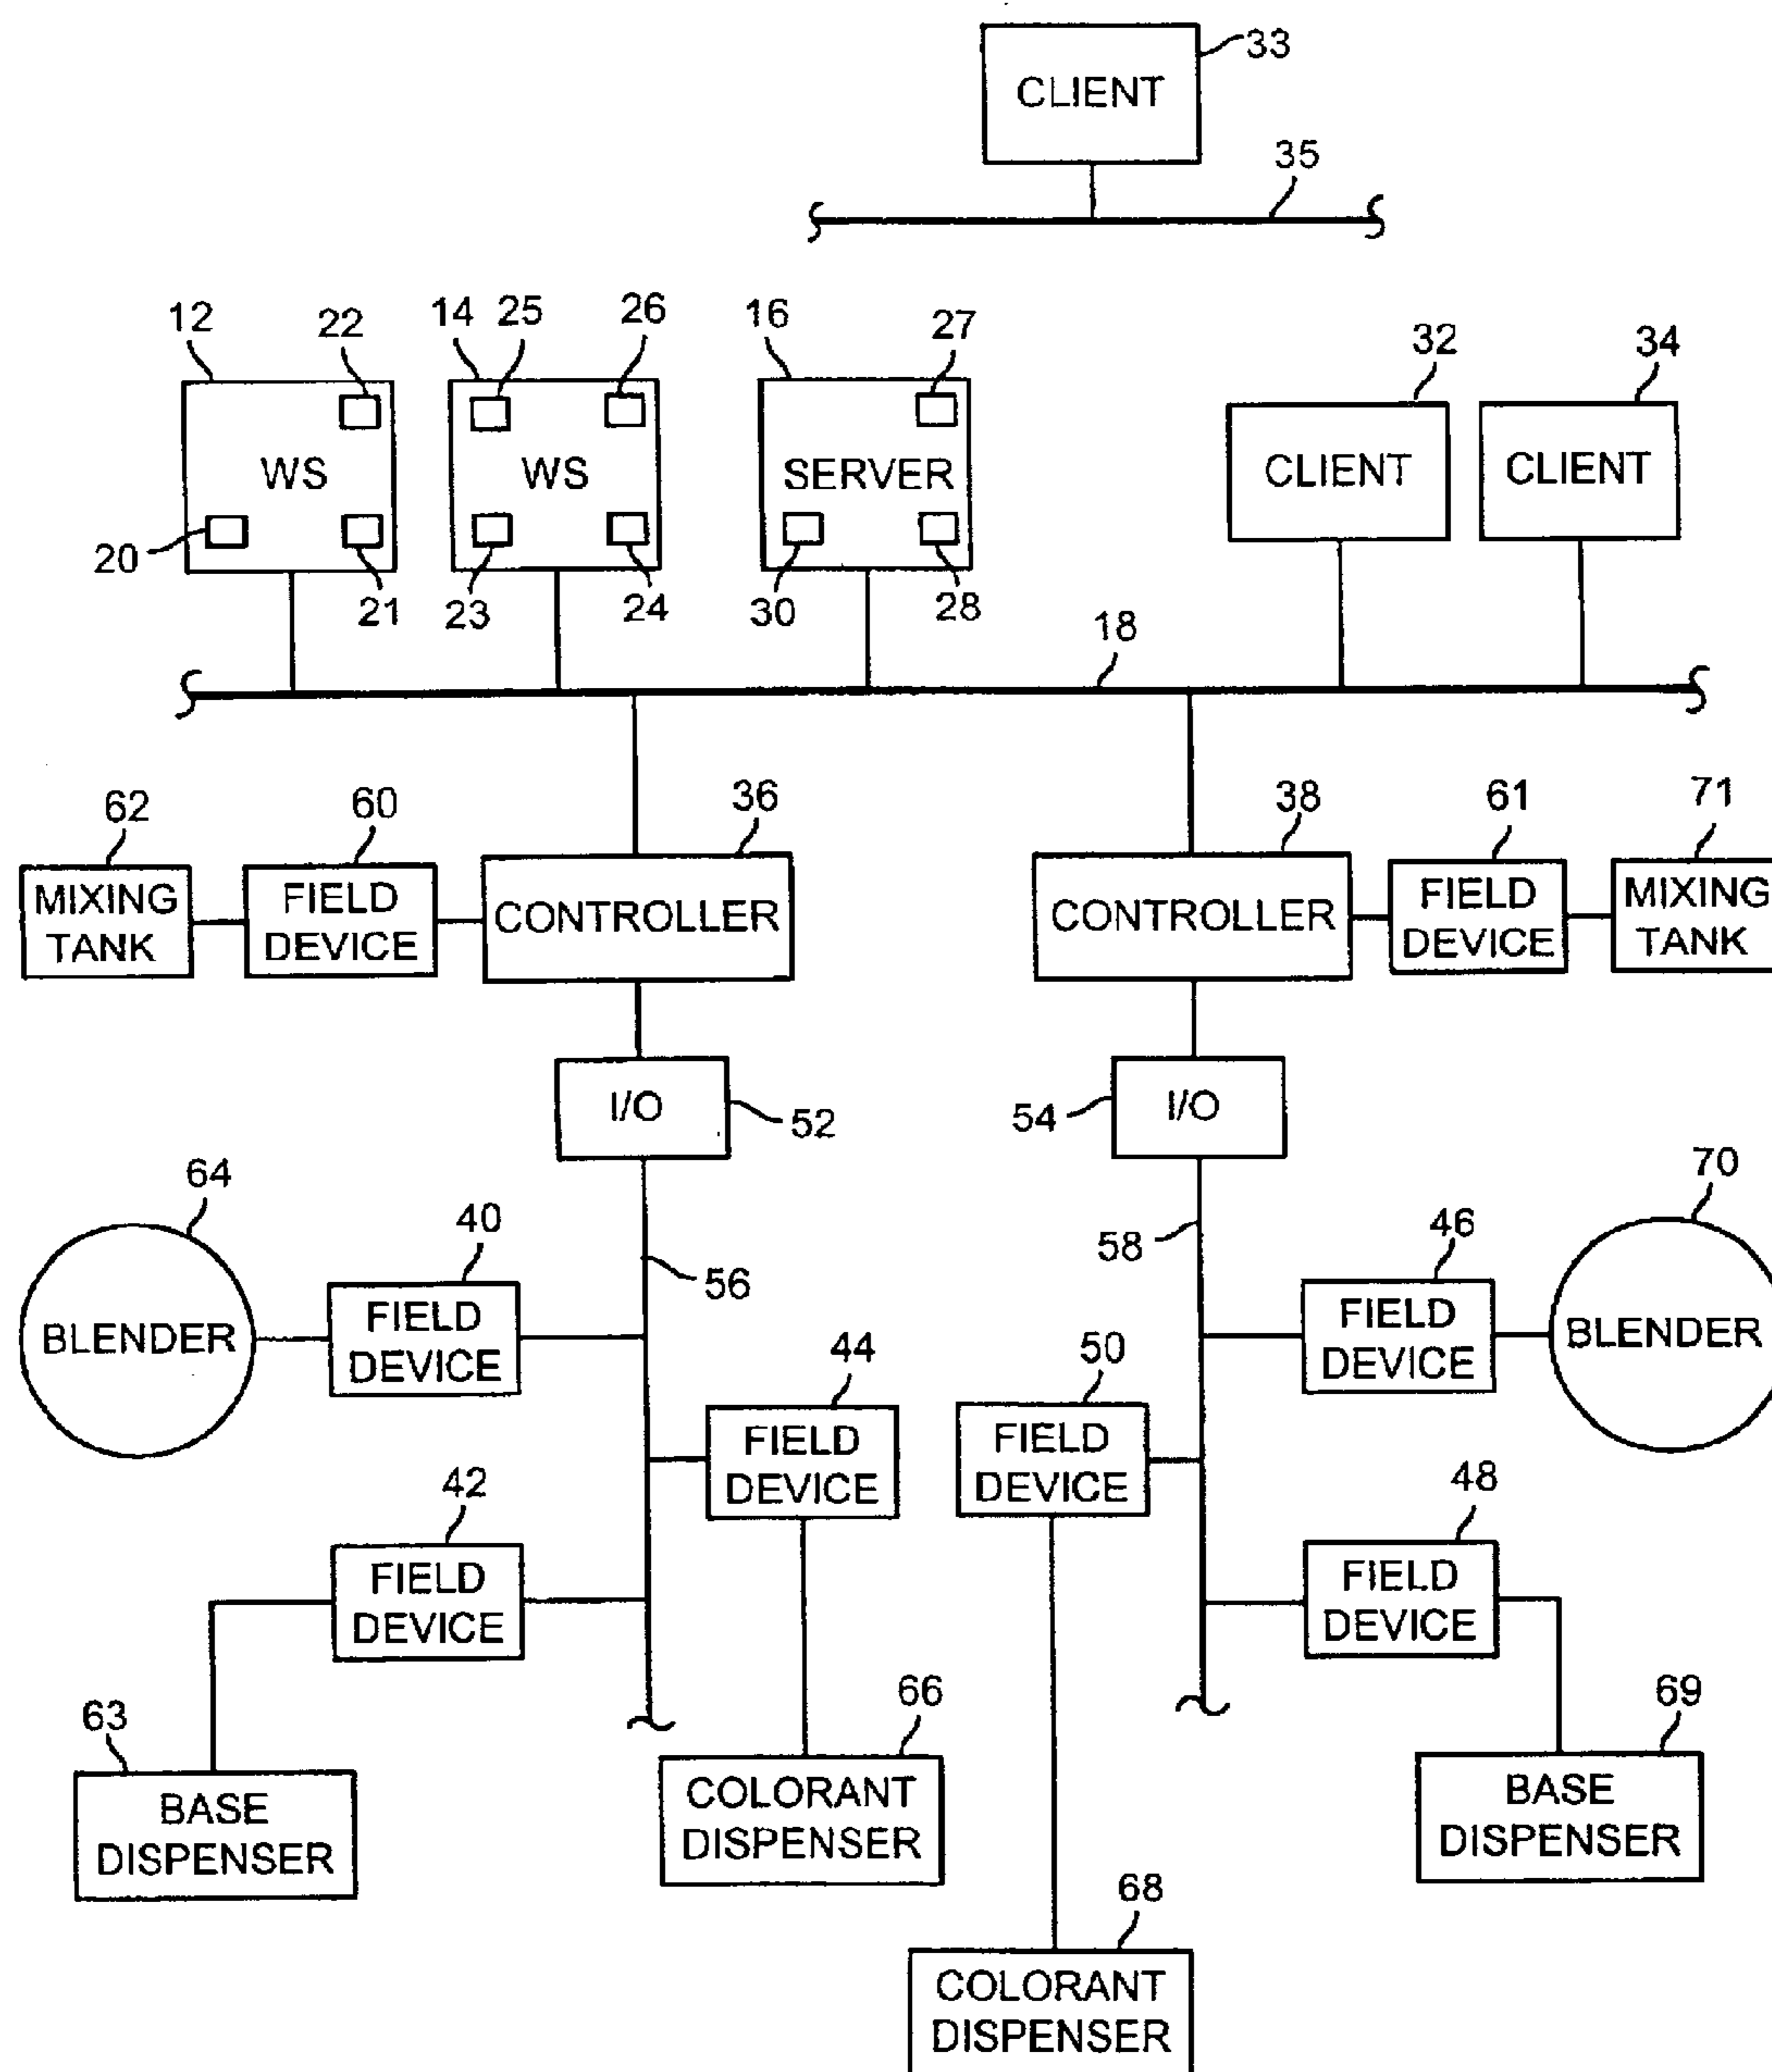 33
CLIENT
35
12
22
14
25
26
16
27
32
34
WS
WS
SERVER
CLIENT
CLIENT
20
21
23
24
30
28
18
62
60
36
38
61
71
MIXING
TANK
FIELD
DEVICE
CONTROLLER
CONTROLLER
FIELD
DEVICE
MIXING
TANK
I/O
52
54
I/O
64
40
56
58
46
70
BLENDER
FIELD
DEVICE
FIELD
DEVICE
BLENDER
44
50
FIELD
DEVICE
FIELD
DEVICE
42
48
FIELD
DEVICE
FIELD
DEVICE
63
66
69
BASE
DISPENSER
COLORANT
DISPENSER
BASE
DISPENSER
68
COLORANT
DISPENSER